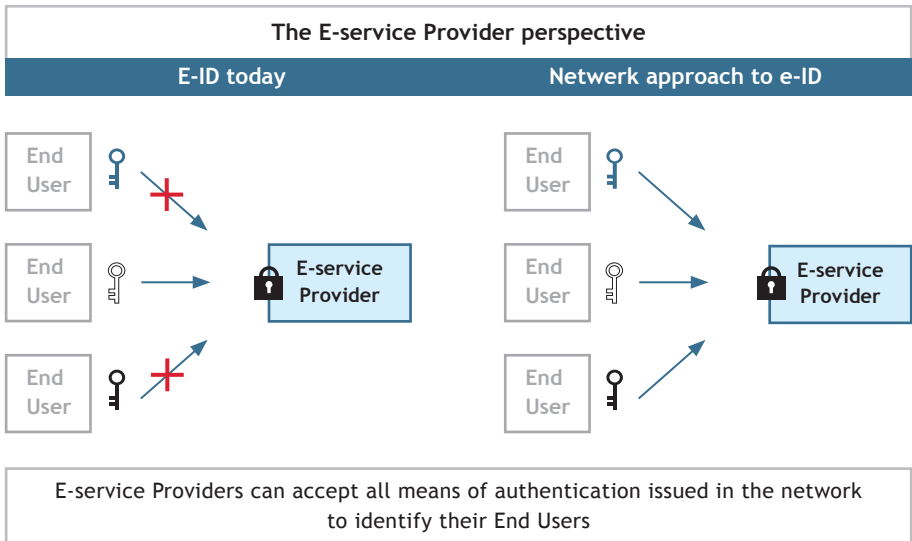 The E-service Provider perspective
E-ID today
Netwerk approach to e-ID
End
User
End
User
End
User
E-service
Provider
End
User
End
User
End
User
E-service
Provider
E-service Providers can accept all means of authentication issued in the network
to identify their End Users